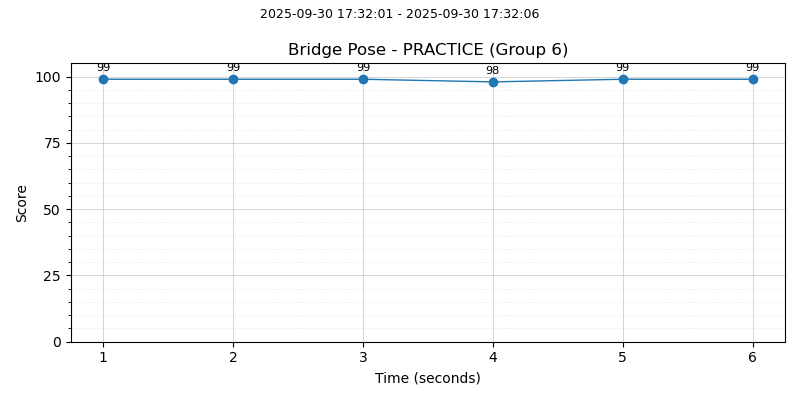 2025-09-30 17:32:01 - 2025-09-30 17:32:06
Bridge Pose - PRACTICE (Group 6)
99 99 99 98 99 99
100
75
50
25
0
Score
1 2 3 4 5 6
Time (seconds)